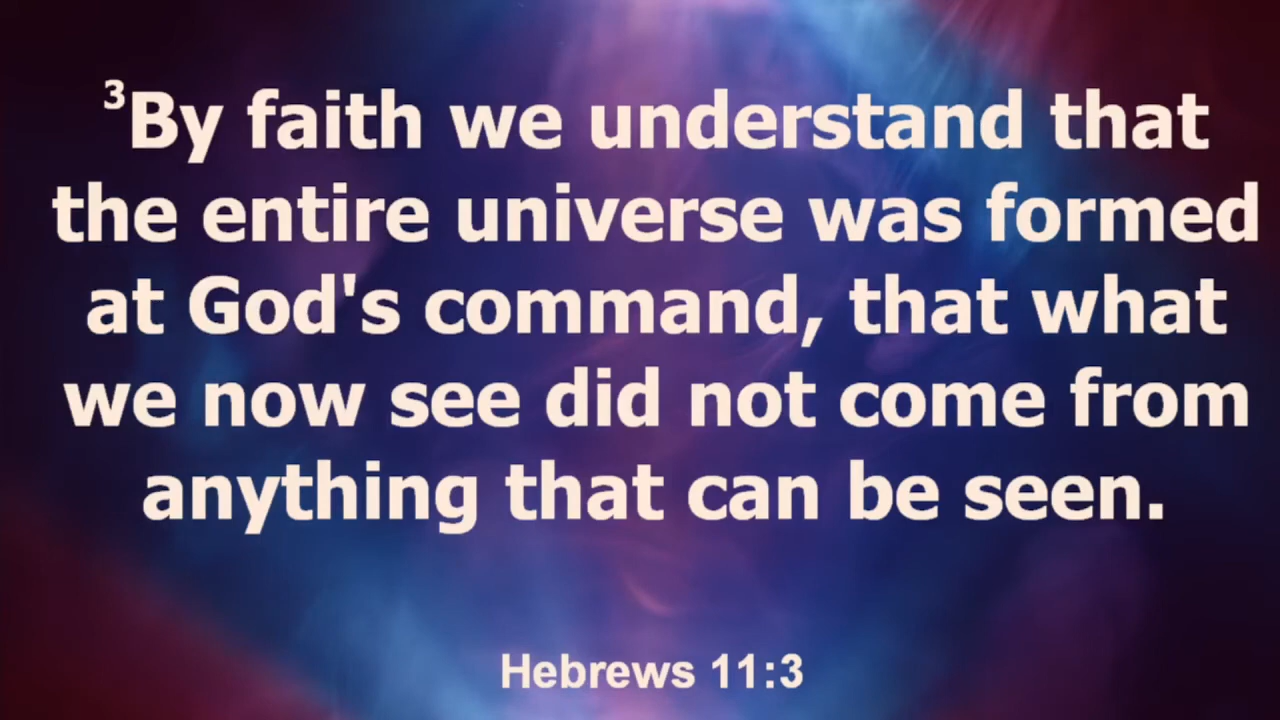 ³By faith we understand that
the entire universe was formed
at God's command, that what
we now see did not come from
anything that can be seen.
Hebrews 11:3